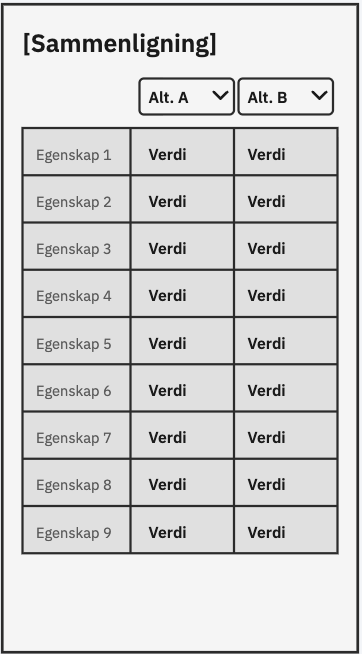 [Sammenligning]
Alt. A Alt. B
Egenskap 1 Verdi Verdi
Egenskap 2 Verdi Verdi
Egenskap 3 Verdi Verdi
Egenskap 4 Verdi Verdi
Egenskap 5 Verdi Verdi
Egenskap 6 Verdi Verdi
Egenskap 7 Verdi Verdi
Egenskap 8 Verdi Verdi
Egenskap 9 Verdi Verdi